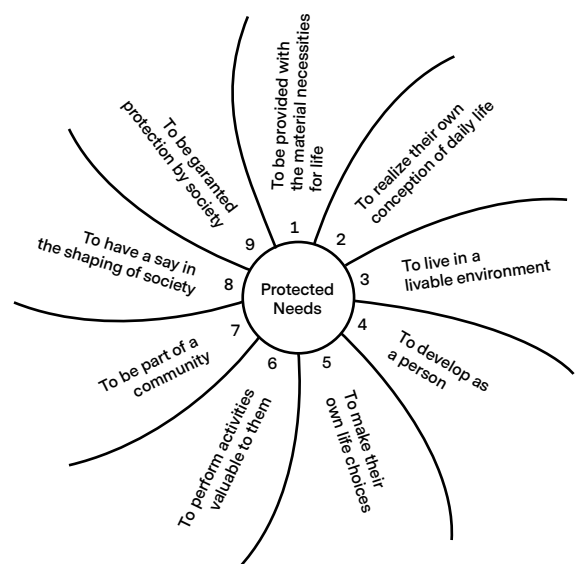 Protected
Needs
1
To be provided with
the material necessities
for life
2
To realize their own
conception of daily life
3
To live in a
livable environment
4
To develop as
a person
5
To make their
own life choices
6
To perform activities
valuable to them
7
To be part of a
community
8
To have a say in
the shaping of society
9
To be garanted
protection by society